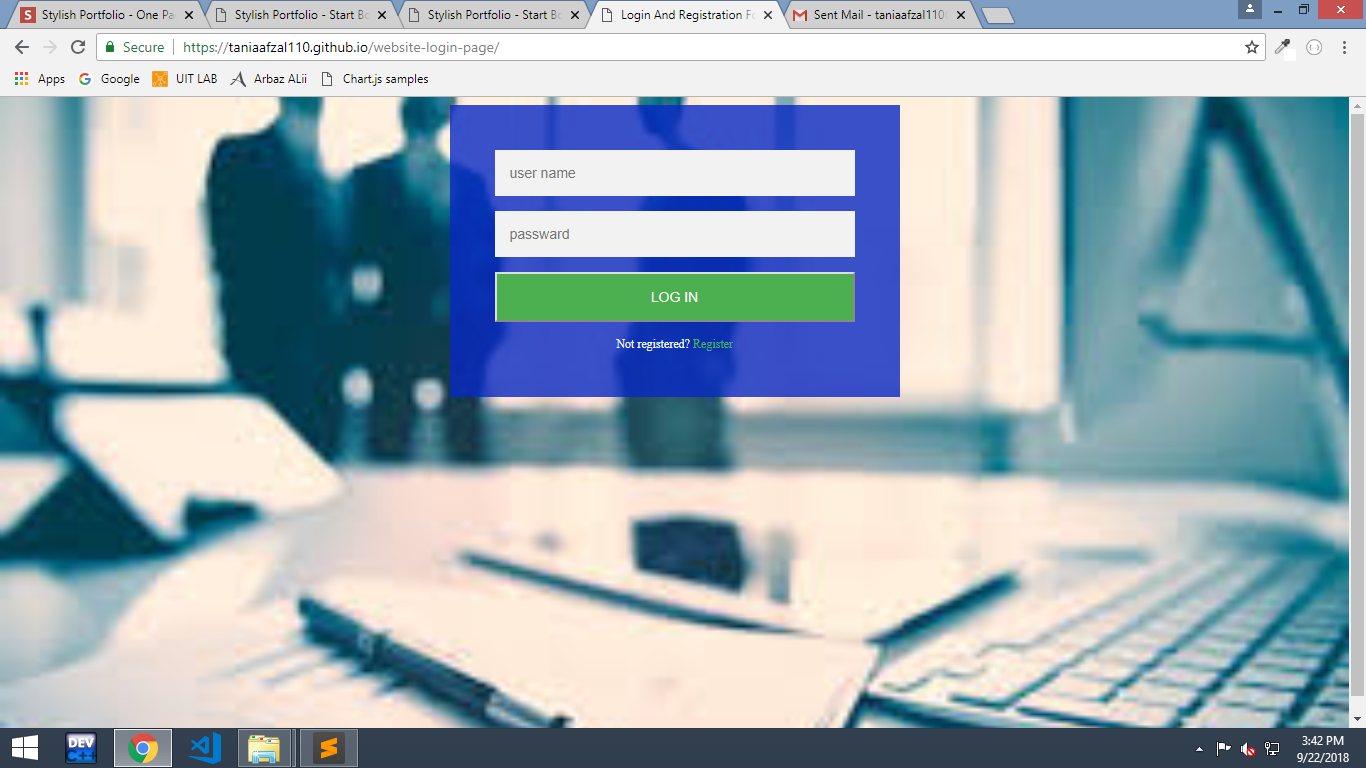 Stylish Portfolio - One Pa
Stylish Portfolio - Start Bo
Stylish Portfolio - Start Bo
Login And Registration Fo
Sent Mail - taniaafzal110
Secure
https://taniaafzal110.github.io/website-login-page/
Apps
Google
UIT LAB
Arbaz ALii
Chart.js samples
user name
passward
LOG IN
Not registered? Register
DEV
C++
3:42 PM
9/22/2018